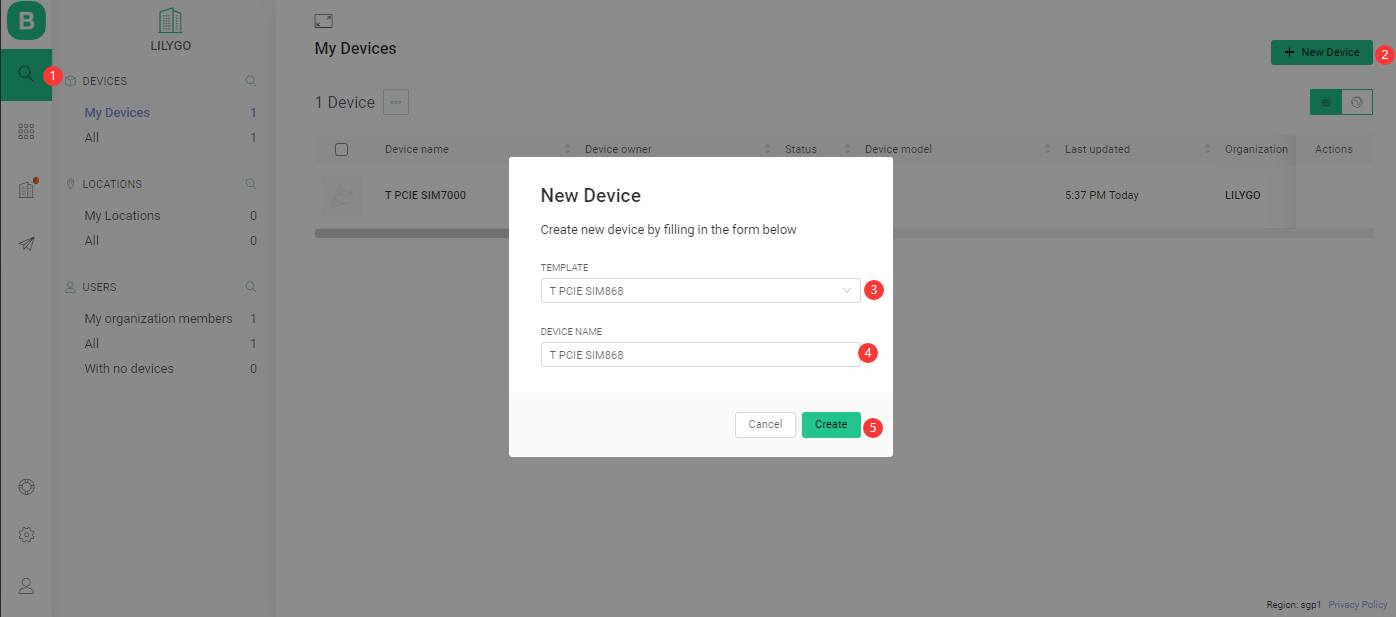 B
LILYGO
1
DEVICES
My Devices 1
All 1
LOCATIONS
My Locations 0
All 0
USERS
My organization members 1
All 1
With no devices 0
My Devices
+ New Device 2
1 Device
Device name Device owner Status Device model Last updated Organization Actions
T PCIE SIM7000 5:37 PM Today LILYGO
New Device
Create new device by filling in the form below
TEMPLATE
T PCIE SIM868 3
DEVICE NAME
T PCIE SIM868 4
Cancel Create 5
Region: sgp1 Privacy Policy